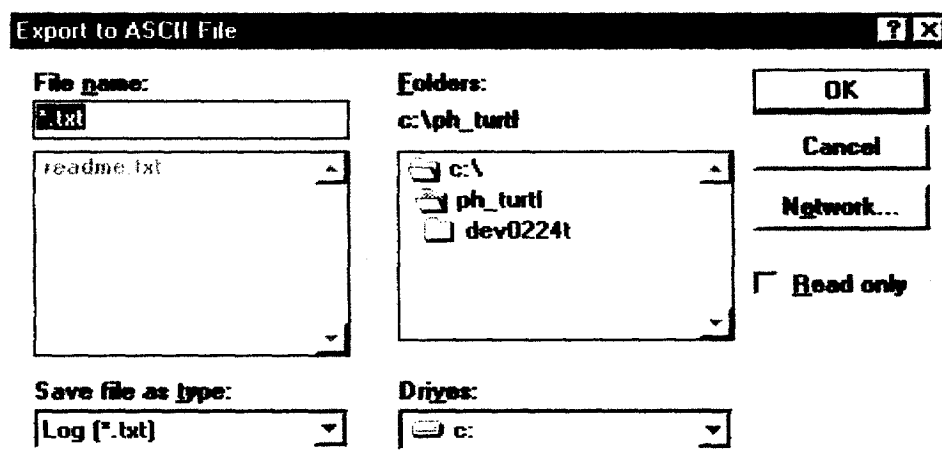 Export to ASCII File
File name:
*.txt
readme.txt
Save file as type:
Log (*.txt)
Folders:
c:\ph_turtl
c:\
ph_turtl
dev0224t
Drives:
c:
OK
Cancel
Network...
Read only